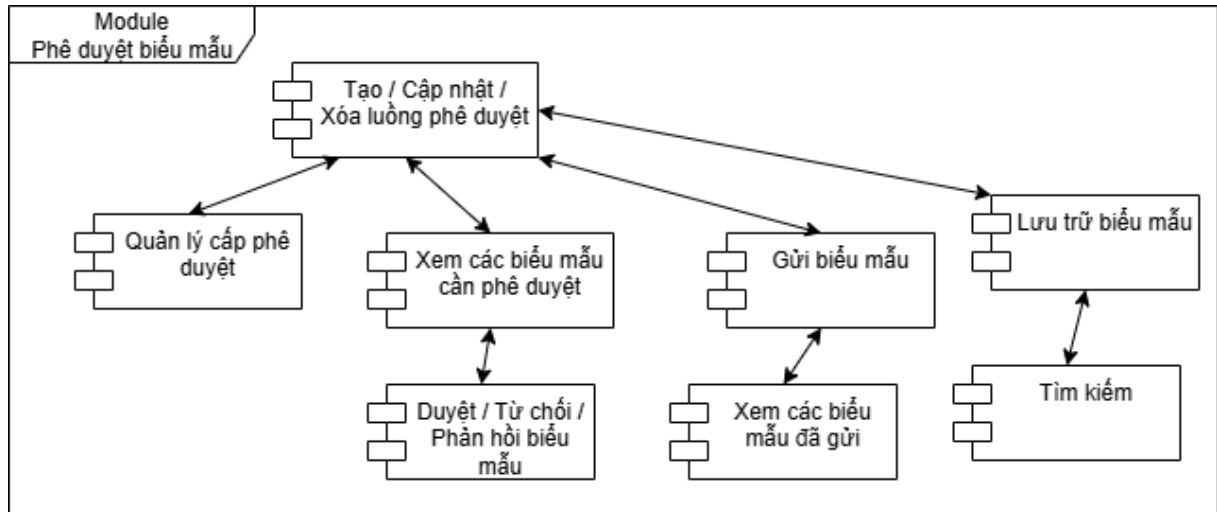 Module
Phê duyệt biểu mẫu
Tạo / Cập nhật /
Xóa luồng phê duyệt
Quản lý cấp phê
duyệt
Xem các biểu mẫu
cần phê duyệt
Gửi biểu mẫu
Lưu trữ biểu mẫu
Duyệt / Từ chối /
Phản hồi biểu
mẫu
Xem các biểu
mẫu đã gửi
Tìm kiếm